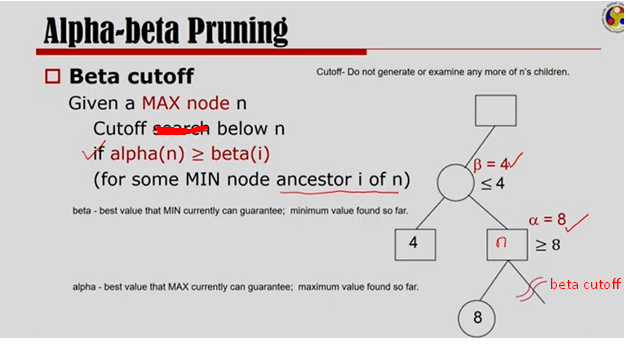 Alpha-beta Pruning
Beta cutoff
Cutoff- Do not generate or examine any more of n's children.
Given a MAX node n
Cutoff search below n
if alpha(n) ≥ beta(i)
(for some MIN node ancestor i of n)
beta - best value that MIN currently can guarantee; minimum value found so far.
alpha - best value that MAX currently can guarantee; maximum value found so far.
β = 4
≤ 4
α = 8
4
n
≥ 8
beta cutoff
8